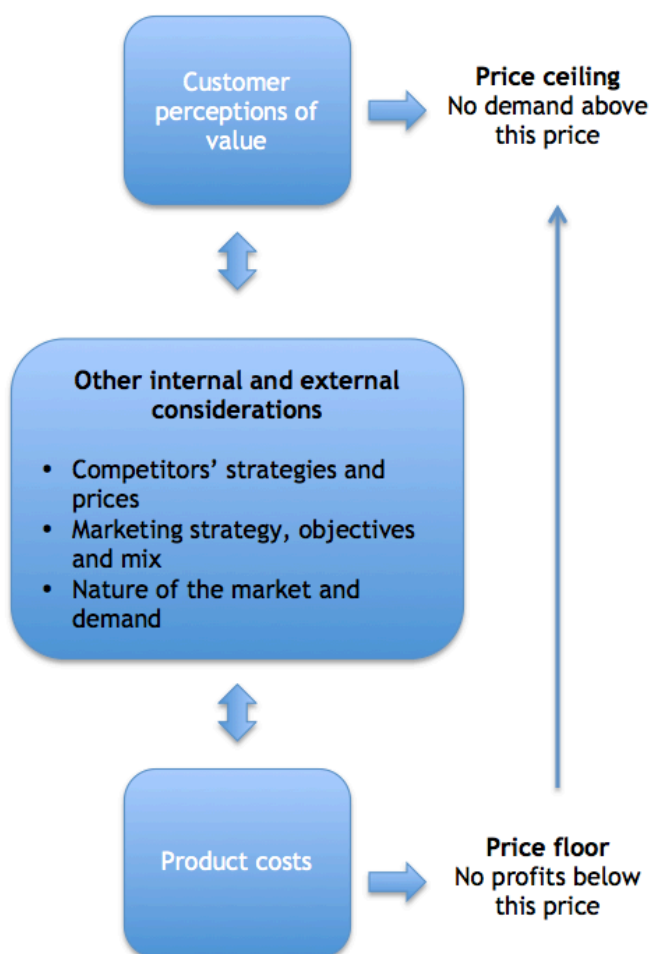 Customer
perceptions of
value
Price ceiling
No demand above
this price
Other internal and external
considerations
• Competitors’ strategies and
prices
• Marketing strategy, objectives
and mix
• Nature of the market and
demand
Product costs
Price floor
No profits below
this price